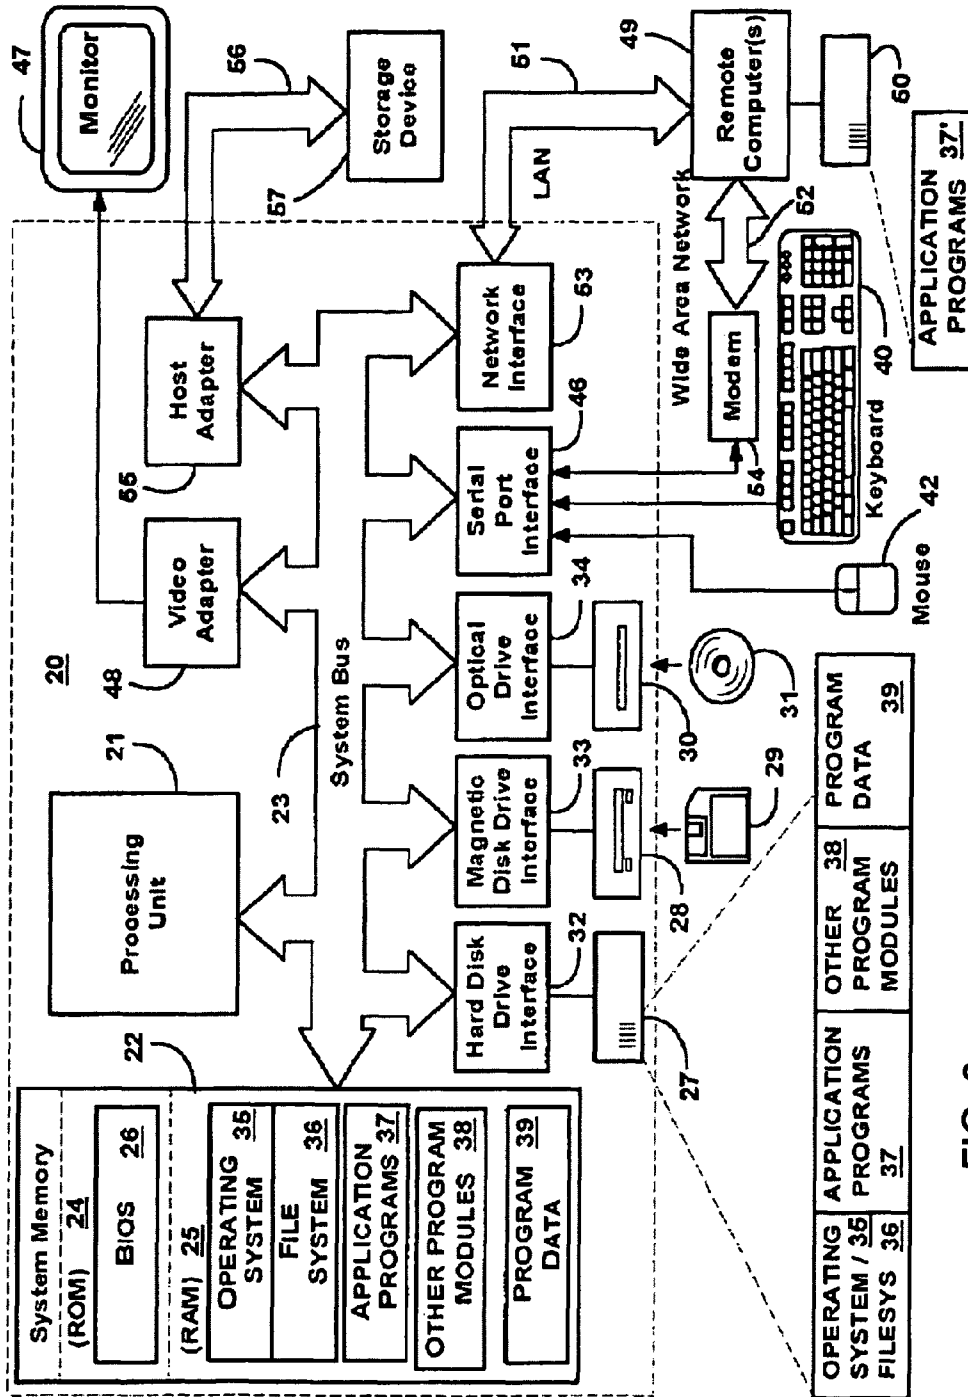 System Memory
(ROM) 24
BIOS 26
(RAM) 25
OPERATING
SYSTEM 35
FILE
SYSTEM 36
APPLICATION
PROGRAMS 37
OTHER PROGRAM
MODULES 38
PROGRAM 39
DATA
22
Processing
Unit
21
20
48
Video
Adapter
55
Host
Adapter
47
Monitor
56
57
Storage
Device
23
System Bus
Hard Disk
Drive
Interface
32
Magnetic
Disk Drive
Interface
33
Optical
Drive
Interface
34
Serial
Port
Interface
46
Network
Interface
53
LAN
51
49
Remote
Computer(s)
Wide Area Network
52
Modem
54
27
28
29
30
31
Mouse
42
Keyboard
40
50
APPLICATION
PROGRAMS 37'
OPERATING
SYSTEM / 35
FILESYS 36
APPLICATION
PROGRAMS
37
OTHER 38
PROGRAM
MODULES
PROGRAM
DATA
39